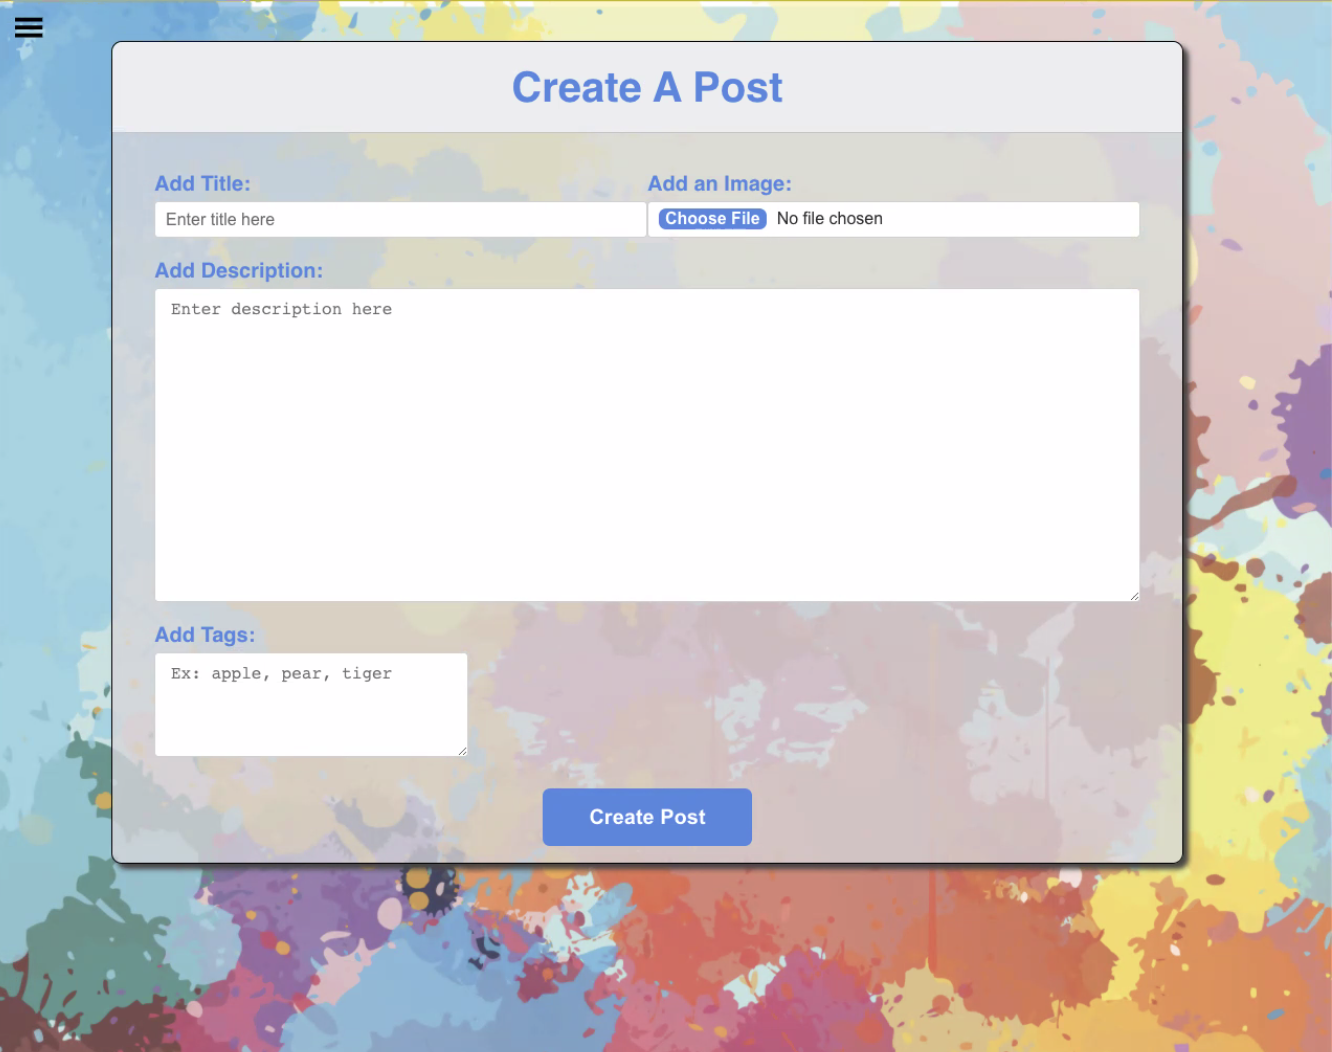 Create A Post
Add Title:
Add an Image:
Enter title here
Choose File No file chosen
Add Description:
Enter description here
Add Tags:
Ex: apple, pear, tiger
Create Post